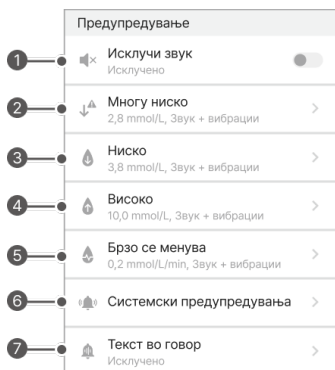 Предупредување
1
Исклучи звук
Исклучено
2
Многу ниско
2,8 mmol/L, Звук + вибрации
3
Ниско
3,8 mmol/L, Звук + вибрации
4
Високо
10,0 mmol/L, Звук + вибрации
5
Брзо се менува
0,2 mmol/L/min, Звук + вибрации
6
Системски предупредувања
7
Текст во говор
Исклучено